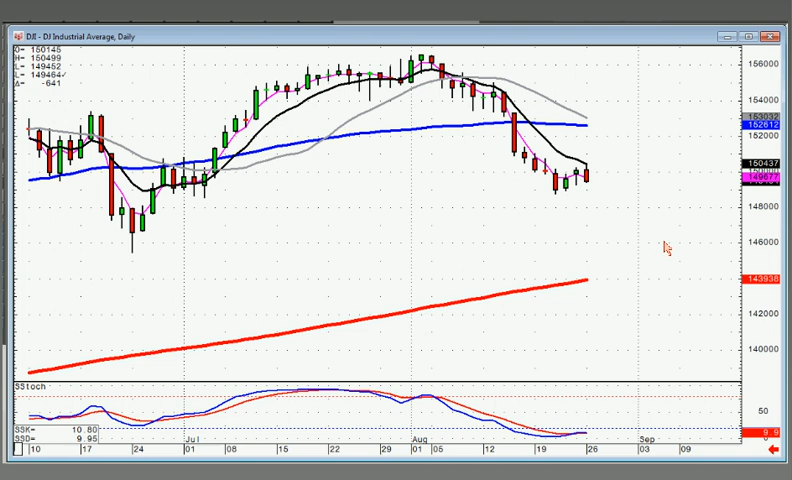 DJI - DJ Industrial Average, Daily
O= 150145
H= 150499
L= 149452
L= 149464✓
Δ= -641
156000
154000
153032
152612
152000
150437
149677
148000
146000
143938
142000
140000
SStoch
50
SSK= 10.80
SSD= 9.95
9.9
Jul Aug Sep
10 17 24 01 08 15 22 29 01 05 12 19 26 03 09